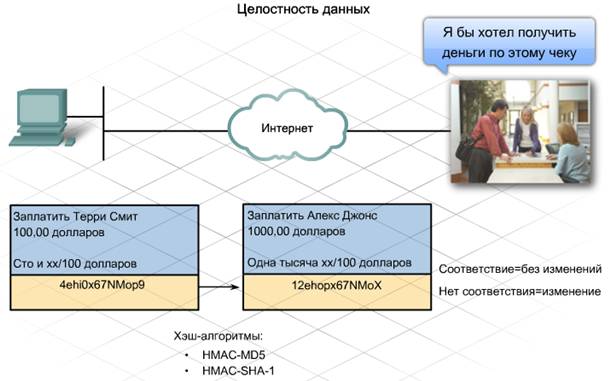 Целостность данных
Я бы хотел получить
деньги по этому чеку
Интернет
Заплатить Терри Смит
100,00 долларов
Сто и xx/100 долларов
4ehi0x67NMop9
Заплатить Алекс Джонс
1000,00 долларов
Одна тысяча xx/100 долларов
12ehopx67NMoX
Соответствие=без изменений
Нет соответствия=изменение
Хэш-алгоритмы:
• HMAC-MD5
• HMAC-SHA-1